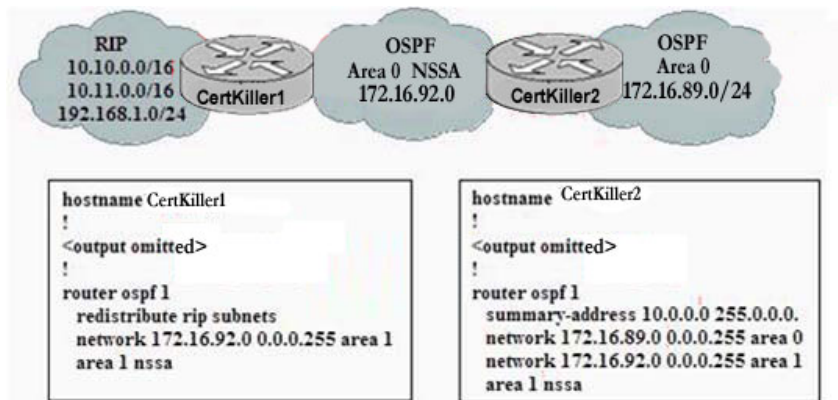 RIP
10.10.0.0/16
10.11.0.0/16
192.168.1.0/24
CertKiller1
OSPF
Area 0 NSSA
172.16.92.0
CertKiller2
OSPF
Area 0
172.16.89.0/24
hostname CertKiller1
!
<output omitted>
!
router ospf 1
redistribute rip subnets
network 172.16.92.0 0.0.0.255 area 1
area 1 nssa
hostname CertKiller2
!
<output omitted>
!
router ospf 1
summary-address 10.0.0.0 255.0.0.0.
network 172.16.89.0 0.0.0.255 area 0
network 172.16.92.0 0.0.0.255 area 1
area 1 nssa